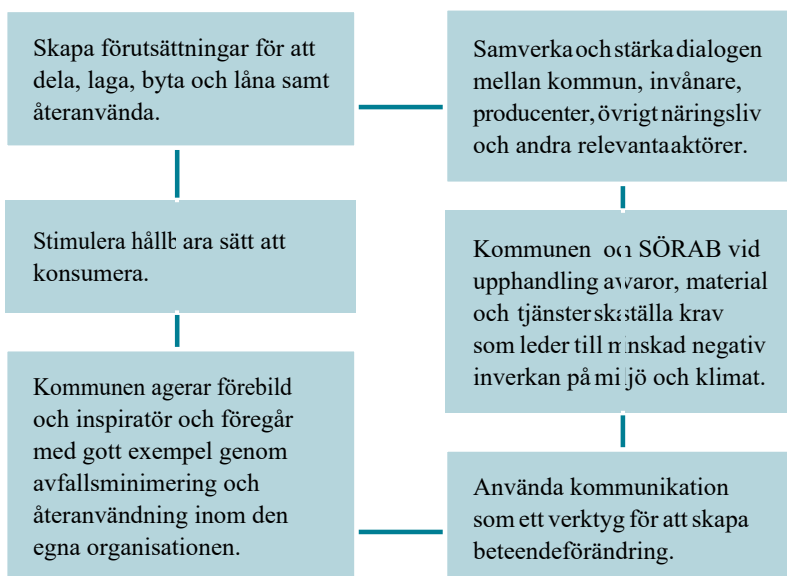 Skapa förutsättningar för att
dela, laga, byta och låna samt
återanvända.
Stimulera hållbara sätt att
konsumera.
Kommunen agerar förebild
och inspiratör och föregår
med gott exempel genom
avfallsminimering och
återanvändning inom den
egna organisationen.
Samverka och stärka dialogen
mellan kommun, invånare,
producenter, övrigt näringsliv
och andra relevanta aktörer.
Kommunen och SÖRAB vid
upphandling av varor, material
och tjänster ska ställa krav
som leder till minskad negativ
inverkan på miljö och klimat.
Använda kommunikation
som ett verktyg för att skapa
beteendeförändring.